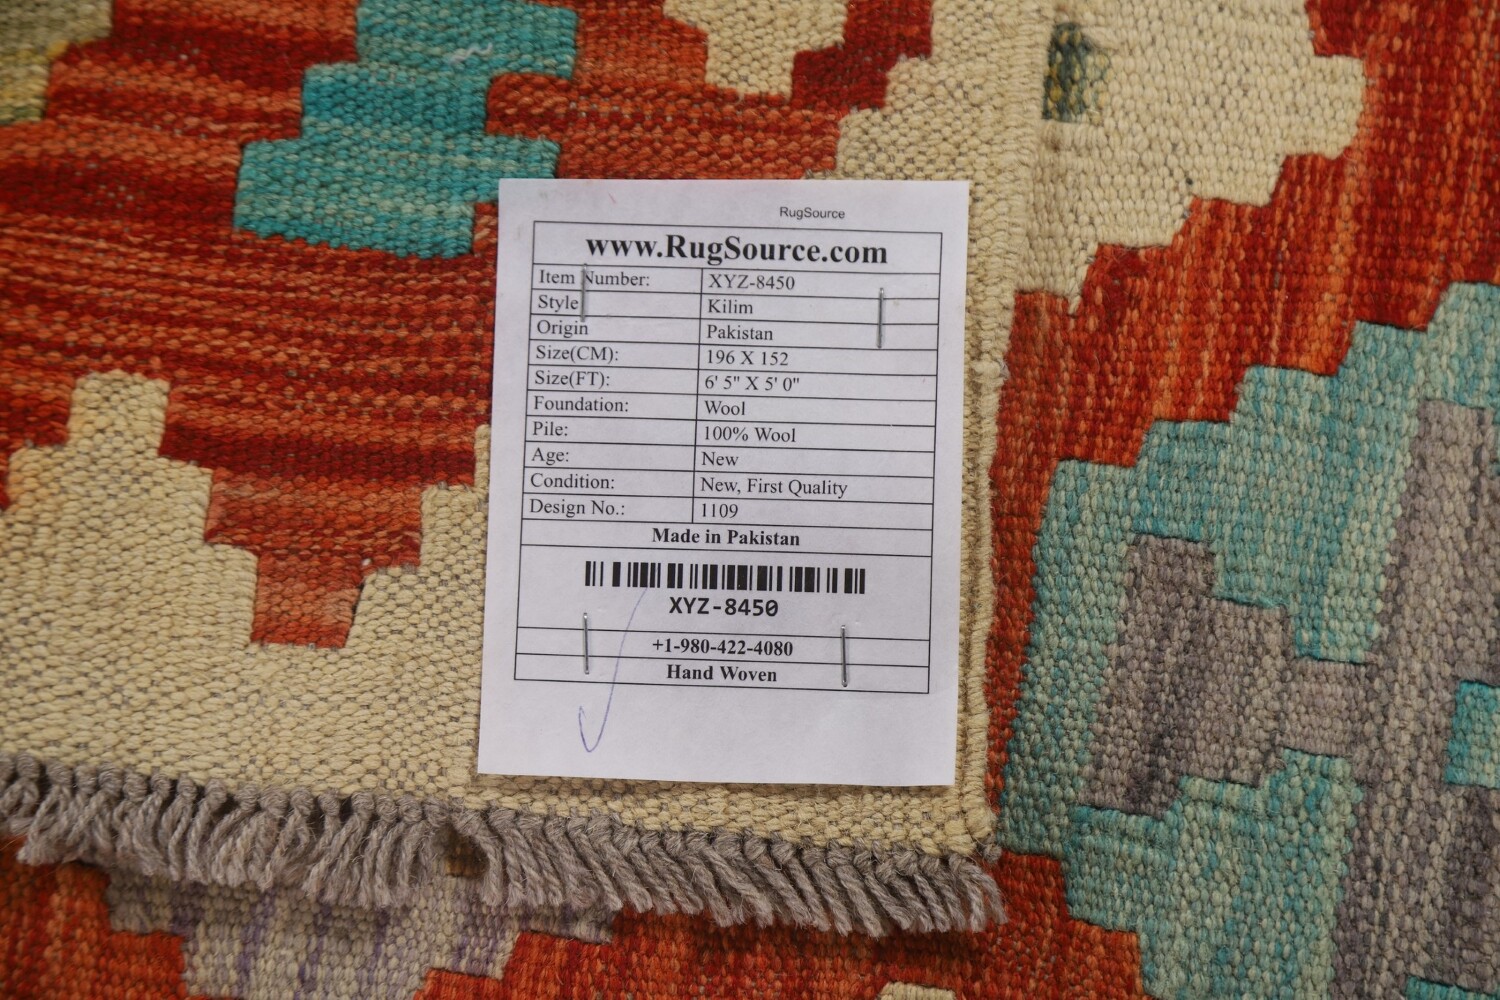 RugSource
www.RugSource.com
Item Number: XYZ-8450
Style Kilim
Origin Pakistan
Size(CM): 196 X 152
Size(FT): 6' 5" X 5' 0"
Foundation: Wool
Pile: 100% Wool
Age: New
Condition: New, First Quality
Design No.: 1109
Made in Pakistan
XYZ-8450
+1-980-422-4080
Hand Woven